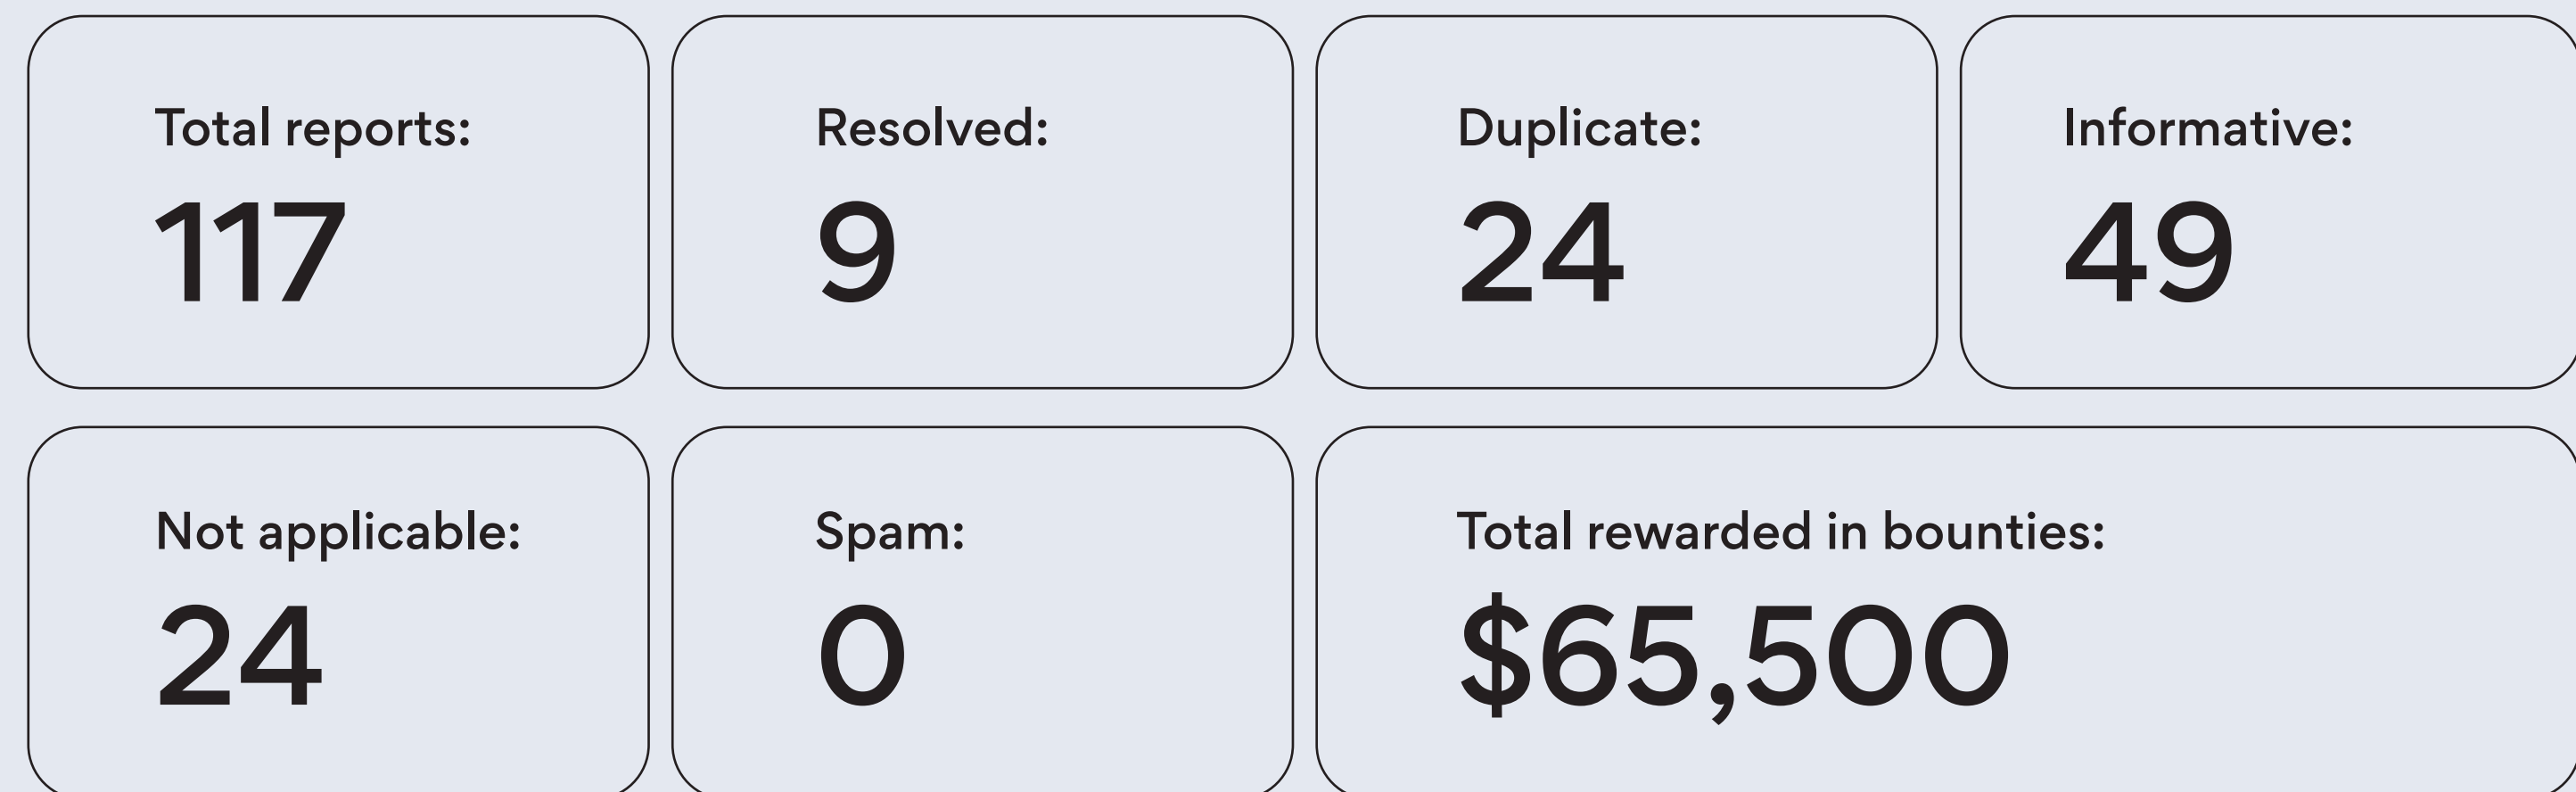 Total reports:
117
Resolved:
9
Duplicate:
24
Informative:
49
Not applicable:
24
Spam:
0
Total rewarded in bounties:
$65,500